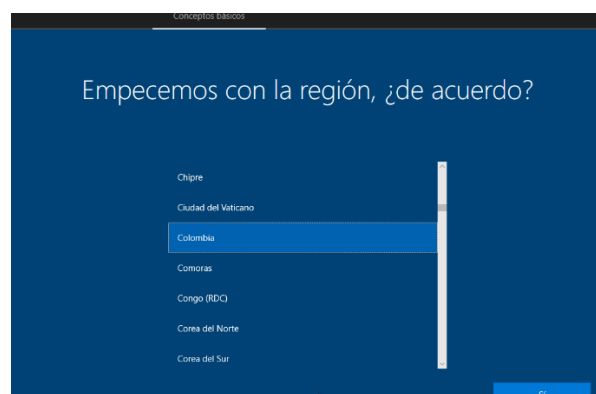 Conceptos básicos
Empecemos con la región, ¿de acuerdo?
Chipre
Ciudad del Vaticano
Colombia
Comoras
Congo (RDC)
Corea del Norte
Corea del Sur